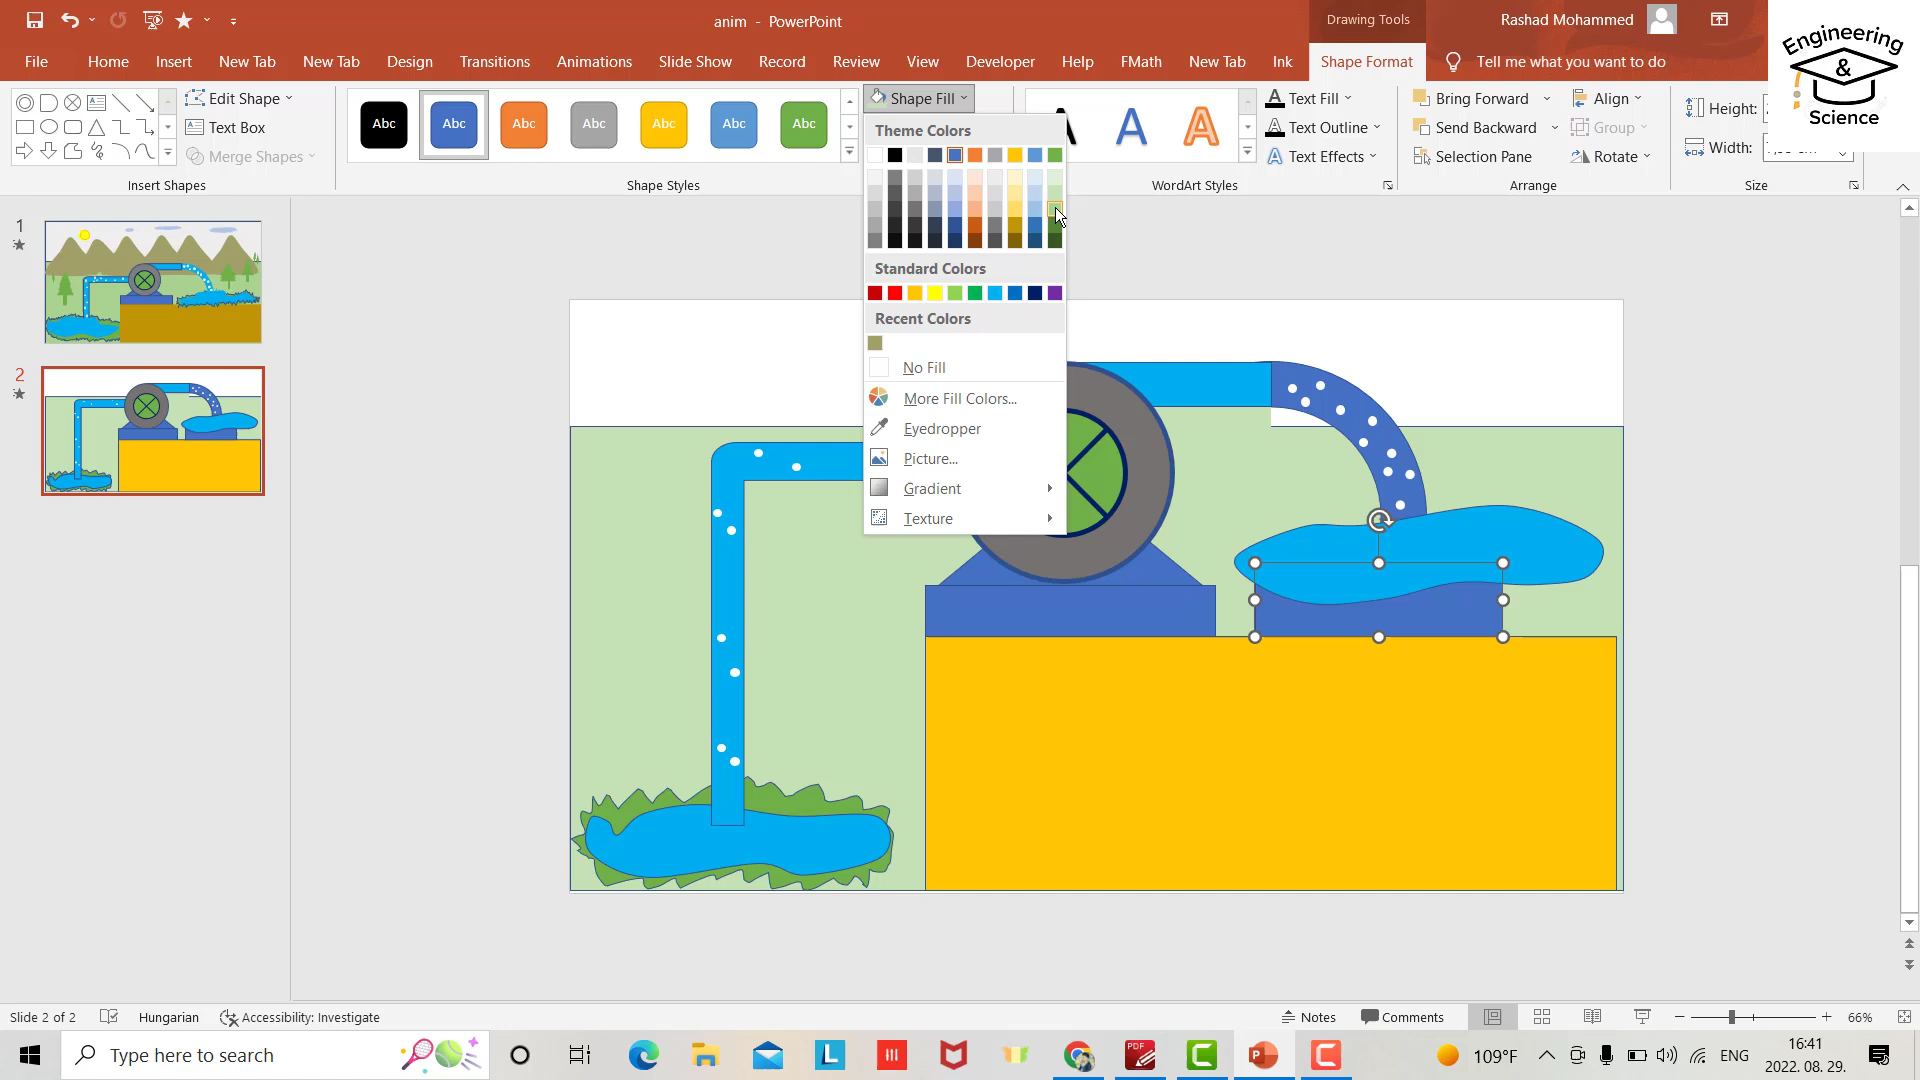 anim - PowerPoint
Drawing Tools
Rashad Mohammed
Engineering
&
Science
File
Home
Insert
New Tab
New Tab
Design
Transitions
Animations
Slide Show
Record
Review
View
Developer
Help
FMath
New Tab
Ink
Shape Format
Tell me what you want to do
Edit Shape
Text Box
Merge Shapes
Insert Shapes
Abc
Abc
Abc
Abc
Abc
Abc
Abc
Shape Styles
Shape Fill
Theme Colors
Standard Colors
Recent Colors
No Fill
More Fill Colors...
Eyedropper
Picture...
Gradient
Texture
A
A
Text Fill
Text Outline
Text Effects
WordArt Styles
Bring Forward
Send Backward
Selection Pane
Align
Group
Rotate
Arrange
Height:
Width:
Size
1
2
Slide 2 of 2
Hungarian
Accessibility: Investigate
Notes
Comments
66%
Type here to search
109°F
ENG
16:41
2022. 08. 29.